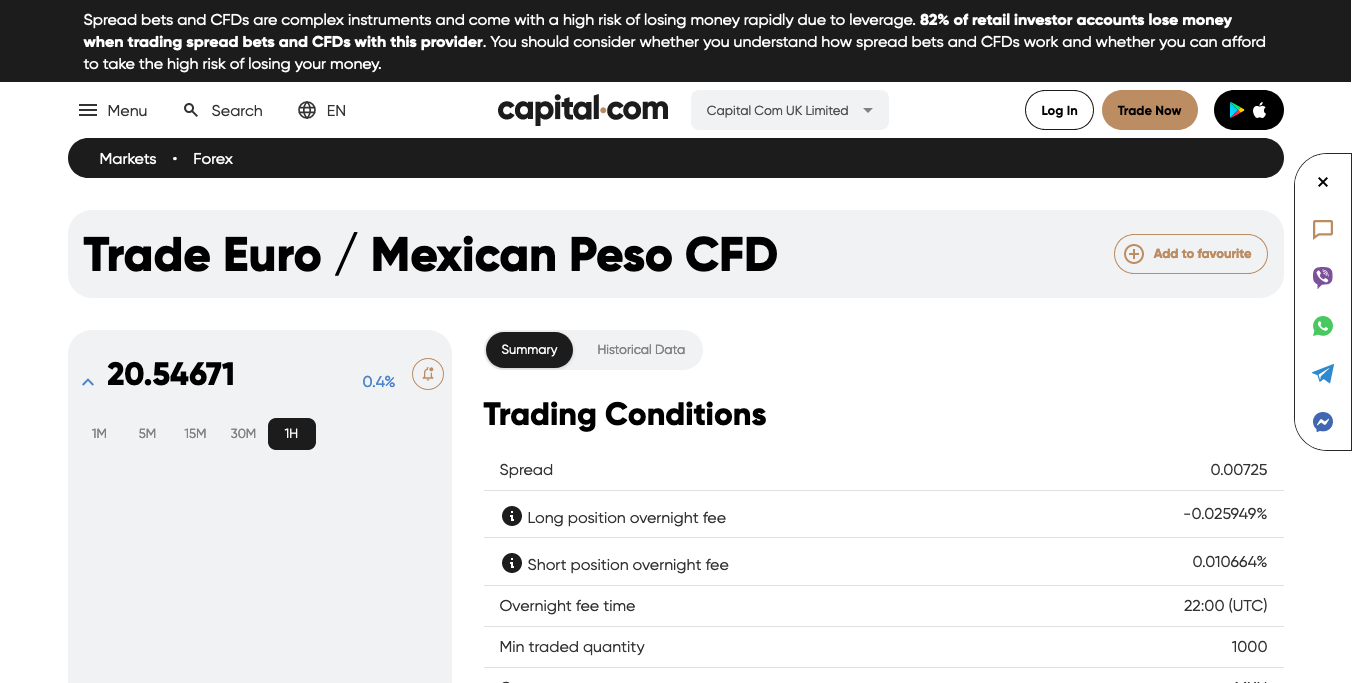 Spread bets and CFDs are complex instruments and come with a high risk of losing money rapidly due to leverage. 82% of retail investor accounts lose money
when trading spread bets and CFDs with this provider. You should consider whether you understand how spread bets and CFDs work and whether you can afford
to take the high risk of losing your money.
Menu Search EN capital.com Capital Com UK Limited Log In Trade Now
Markets • Forex
Trade Euro / Mexican Peso CFD Add to favourite
20.54671 0.4%
1M 5M 15M 30M 1H
Summary Historical Data
Trading Conditions
Spread 0.00725
Long position overnight fee -0.025949%
Short position overnight fee 0.010664%
Overnight fee time 22:00 (UTC)
Min traded quantity 1000